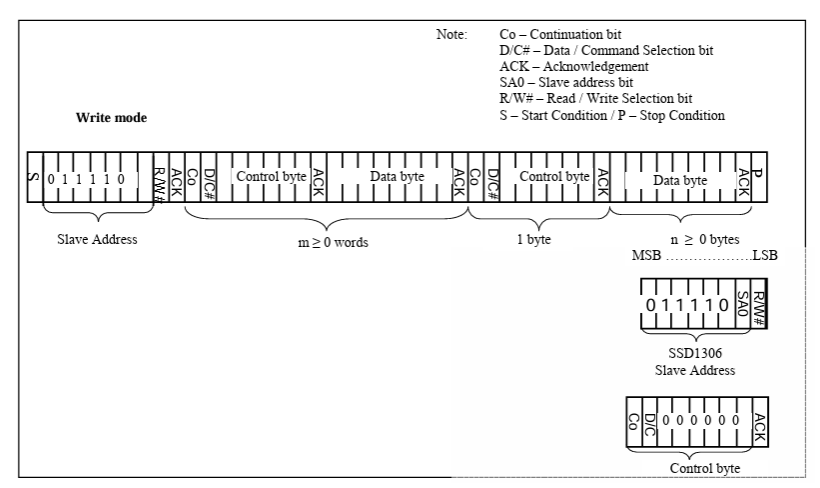 Note: Co – Continuation bit
D/C# – Data / Command Selection bit
ACK – Acknowledgement
SA0 – Slave address bit
R/W# – Read / Write Selection bit
S – Start Condition / P – Stop Condition
Write mode
S 0 1 1 1 1 0 R/W# ACK Co D/C# Control byte ACK Data byte ACK Co D/C# Control byte ACK Data byte ACK P
Slave Address m ≥ 0 words 1 byte n ≥ 0 bytes
MSB ...................LSB
0 1 1 1 1 0 SA0 R/W#
SSD1306
Slave Address
Co D/C 0 0 0 0 0 0 ACK
Control byte